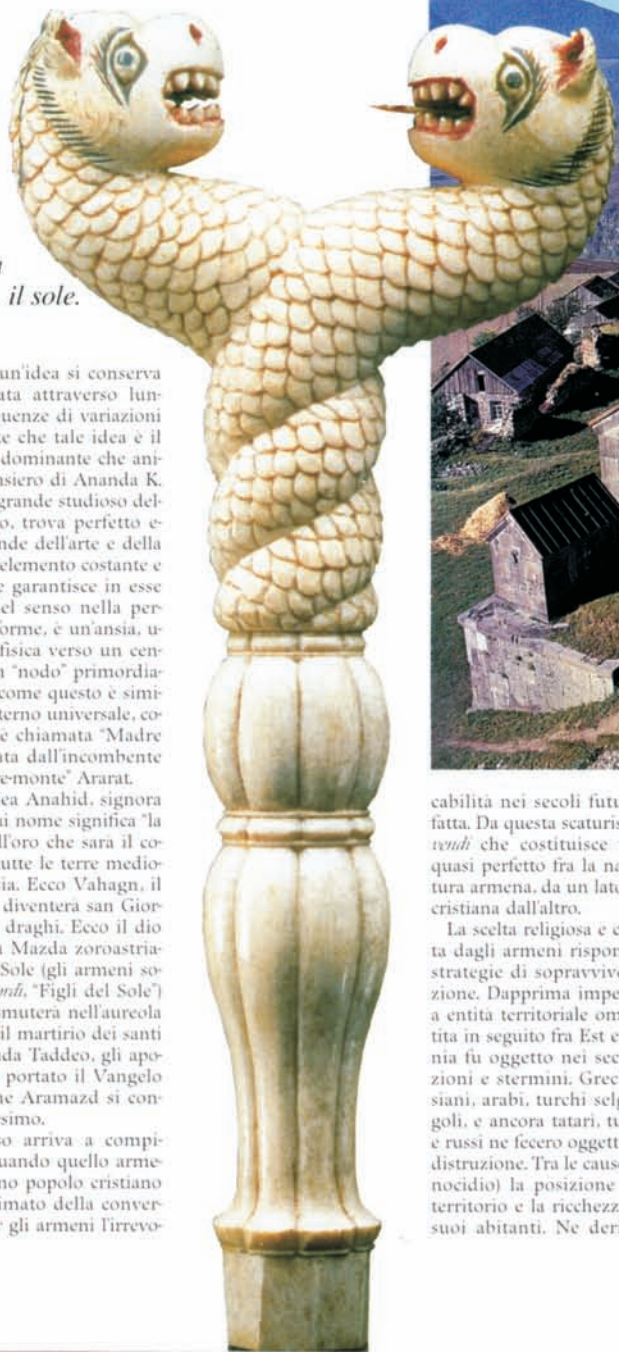 il sole.
un'idea si conserva
ata attraverso lun-
uenze di variazioni
te che tale idea è il
dominante che ani-
nsiero di Ananda K.
grande studioso del-
o, trova perfetto e-
nde dell'arte e della
elemento costante e
e garantisce in esse
el senso nella per-
forme, è un'ansia, u-
fisica verso un cen-
n "nodo" primordia-
come questo è simi-
terno universale, co-
è chiamata "Madre
ata dall'incombente
e-monte" Ararat.
ea Anahid, signora
ui nome significa "la
ll'oro che sarà il co-
utte le terre medio-
sia. Ecco Vahagn, il
diventerà san Gior-
draghi. Ecco il dio
a Mazda zoroastria-
Sole (gli armeni so-
ordi, "Figli del Sole")
muterà nell'aureola
il martirio dei santi
da Taddeo, gli apo-
portato il Vangelo
ne Aramazd si con-
esimo.
so arriva a compi-
uando quello arme-
no popolo cristiano
imato della conver-
r gli armeni l'irrevo-
cabilità nei secoli futu
fatta. Da questa scaturis
vendi che costituisce
quasi perfetto fra la na
tura armena, da un lato
cristiana dall'altro.
La scelta religiosa e c
ta dagli armeni rispon
strategie di sopravvive
zione. Dapprima impe
a entità territoriale om
tita in seguito fra Est e
nia fu oggetto nei sec
zioni e stermini. Grec
siani, arabi, turchi selg
goli, e ancora tatari, tu
e russi ne fecero oggett
distruzione. Tra le cause
nocidio) la posizione
territorio e la ricchezz
suoi abitanti. Ne deri